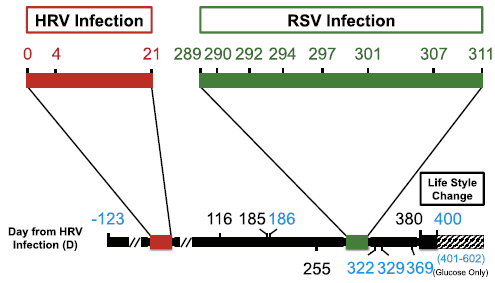 HRV Infection RSV Infection
0 4 21 289 290 292 294 297 301 307 311
Life Style
Change
Day from HRV
Infection (D)
-123 116 185 186 380 400
255 322 329 369 (401-602)
(Glucose Only)